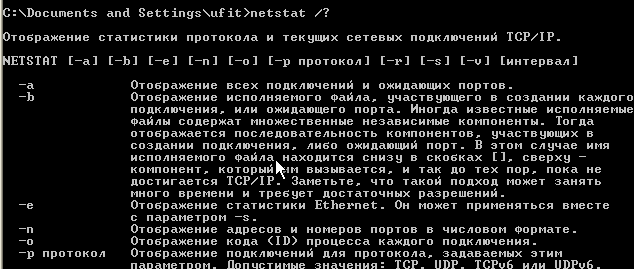 C:\Documents and Settings\ufit>netstat /?
Отображение статистики протокола и текущих сетевых подключений TCP/IP.
NETSTAT [-a] [-b] [-e] [-n] [-o] [-p протокол] [-r] [-s] [-v] [интервал]
-a Отображение всех подключений и ожидающих портов.
-b Отображение исполняемого файла, участвующего в создании каждого
подключения, или ожидающего порта. Иногда известные исполняемые
файлы содержат множественные независимые компоненты. Тогда
отображается последовательность компонентов, участвующих в
создании подключения, либо ожидающий порт. В этом случае имя
исполняемого файла находится снизу в скобках [], сверху -
компонент, который им вызывается, и так до тех пор, пока не
достигается TCP/IP. Заметьте, что такой подход может занять
много времени и требует достаточных разрешений.
-e Отображение статистики Ethernet. Он может применяться вместе
с параметром -s.
-n Отображение адресов и номеров портов в числовом формате.
-o Отображение кода (ID) процесса каждого подключения.
-p протокол Отображение подключений для протокола, задаваемых этим
параметром. Допустимые значения: TCP, UDP, TCPv6 или UDPv6.